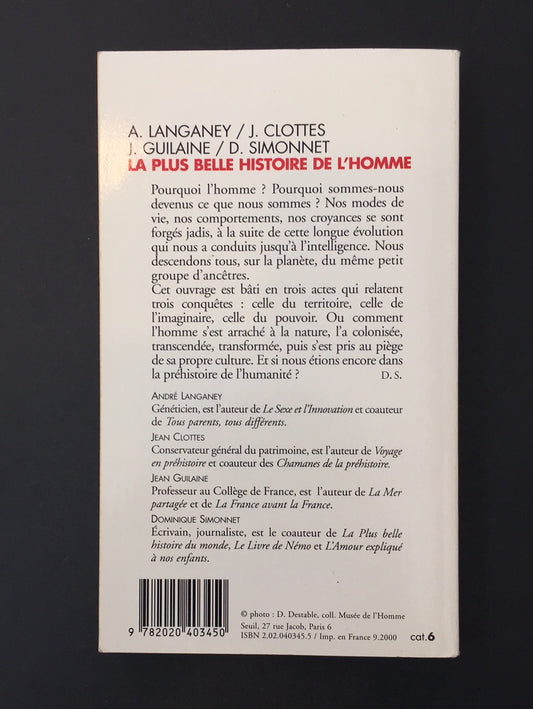 A. LANGANEY / J. CLOTTES
J. GUILAINE / D. SIMONNET
LA PLUS BELLE HISTOIRE DE L'HOMME
Pourquoi l'homme ? Pourquoi sommes-nous
devenus ce que nous sommes ? Nos modes de
vie, nos comportements, nos croyances se sont
forgés jadis, à la suite de cette longue évolution
qui nous a conduits jusqu'à l'intelligence. Nous
descendons tous, sur la planète, du même petit
groupe d'ancêtres.
Cet ouvrage est bâti en trois actes qui relatent
trois conquêtes : celle du territoire, celle de
l'imaginaire, celle du pouvoir. Ou comment
l'homme s'est arraché à la nature, l'a colonisée,
transcendée, transformée, puis s'est pris au piège
de sa propre culture. Et si nous étions encore dans
la préhistoire de l'humanité ? D. S.
ANDRÉ LANGANEY
Généticien, est l'auteur de Le Sexe et l'Innovation et coauteur
de Tous parents, tous différents.
JEAN CLOTTES
Conservateur général du patrimoine, est l'auteur de Voyage
en préhistoire et coauteur des Chamanes de la préhistoire.
JEAN GUILAINE
Professeur au Collège de France, est l'auteur de La Mer
partagée et de La France avant la France.
DOMINIQUE SIMONNET
Écrivain, journaliste, est le coauteur de La Plus belle
histoire du monde, Le Livre de Némo et L'Amour expliqué
à nos enfants.
© photo : D. Destable, coll. Musée de l'Homme
Seuil, 27 rue Jacob, Paris 6
ISBN 2.02.040345.5 / Imp. en France 9.2000 cat.6
9 782020 403450